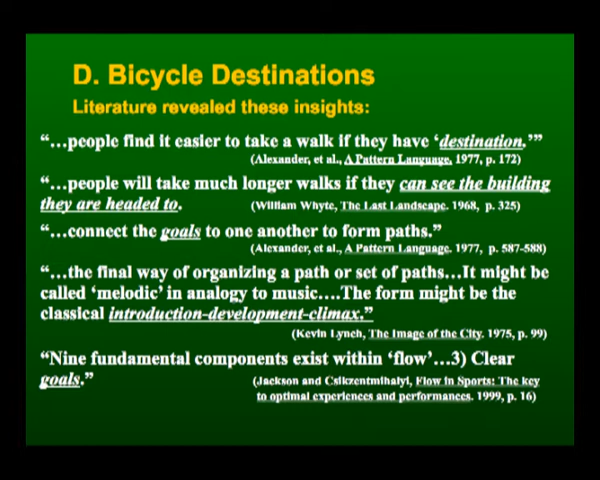 D. Bicycle Destinations
Literature revealed these insights:
“…people find it easier to take a walk if they have ‘destination.’”
(Alexander, et al., A Pattern Language, 1977, p. 172)
“…people will take much longer walks if they can see the building
they are headed to. (William Whyte, The Last Landscape. 1968, p. 325)
“…connect the goals to one another to form paths.”
(Alexander, et al., A Pattern Language. 1977, p. 587-588)
“…the final way of organizing a path or set of paths…It might be
called ‘melodic’ in analogy to music….The form might be the
classical introduction-development-climax.”
(Kevin Lynch, The Image of the City. 1975, p. 99)
“Nine fundamental components exist within ‘flow’…3) Clear
goals.” (Jackson and Csikzentmihalyi, Flow in Sports: The key
to optimal experiences and performances. 1999, p. 16)